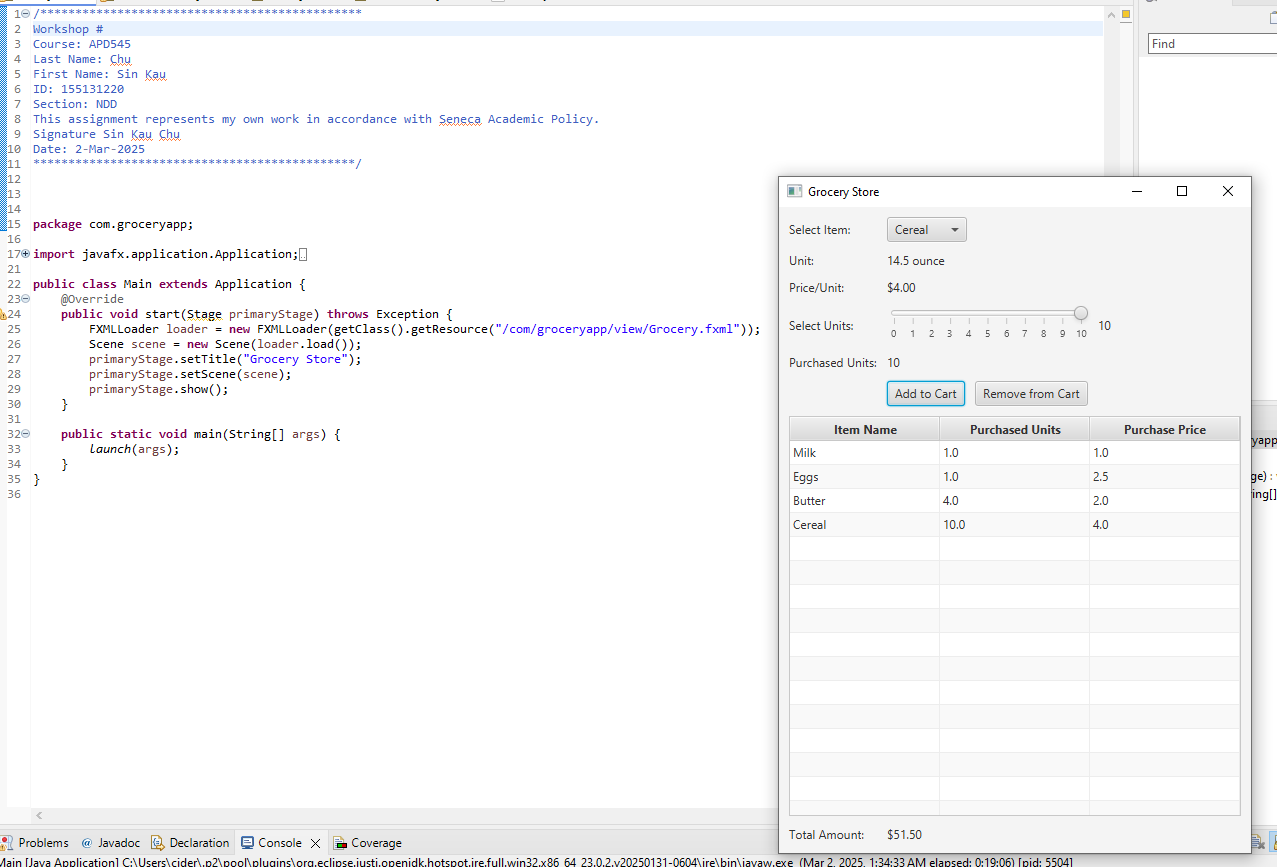 1 /**********************************************
2 Workshop #
3 Course: APD545
4 Last Name: Chu
5 First Name: Sin Kau
6 ID: 155131220
7 Section: NDD
8 This assignment represents my own work in accordance with Seneca Academic Policy.
9 Signature Sin Kau Chu
10 Date: 2-Mar-2025
11 **********************************************/
12
13
14
15 package com.groceryapp;
16
17 import javafx.application.Application;
21
22 public class Main extends Application {
23 @Override
24 public void start(Stage primaryStage) throws Exception {
25 FXMLLoader loader = new FXMLLoader(getClass().getResource("/com/groceryapp/view/Grocery.fxml"));
26 Scene scene = new Scene(loader.load());
27 primaryStage.setTitle("Grocery Store");
28 primaryStage.setScene(scene);
29 primaryStage.show();
30 }
31
32 public static void main(String[] args) {
33 launch(args);
34 }
35 }
36
Find
Grocery Store
Select Item: Cereal
Unit: 14.5 ounce
Price/Unit: $4.00
Select Units: 10
0 1 2 3 4 5 6 7 8 9 10
Purchased Units: 10
Add to Cart Remove from Cart
Item Name Purchased Units Purchase Price
Milk 1.0 1.0
Eggs 1.0 2.5
Butter 4.0 2.0
Cereal 10.0 4.0
Total Amount: $51.50
Problems @ Javadoc Declaration Console Coverage
Main [Java Application] C:\Users\cider\.p2\pool\plugins\org.eclipse.justj.openjdk.hotspot.jre.full.win32.x86_64_23.0.2.v20250131-0604\jre\bin\javaw.exe (Mar 2, 2025, 1:34:33 AM elapsed: 0:19:06) [pid: 5504]